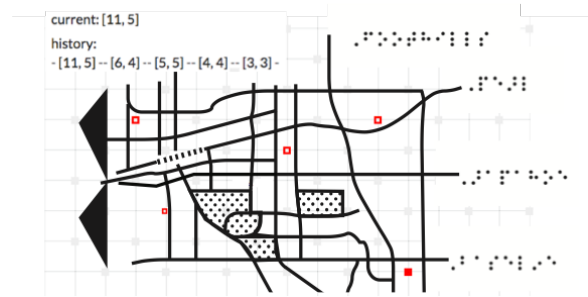 current: [11, 5]
history:
- [11, 5] -- [6, 4] -- [5, 5] -- [4, 4] -- [3, 3] -
⠠⠋⠕⠕⠞⠓⠊⠇⠇⠎
⠠⠏⠑⠜⠇